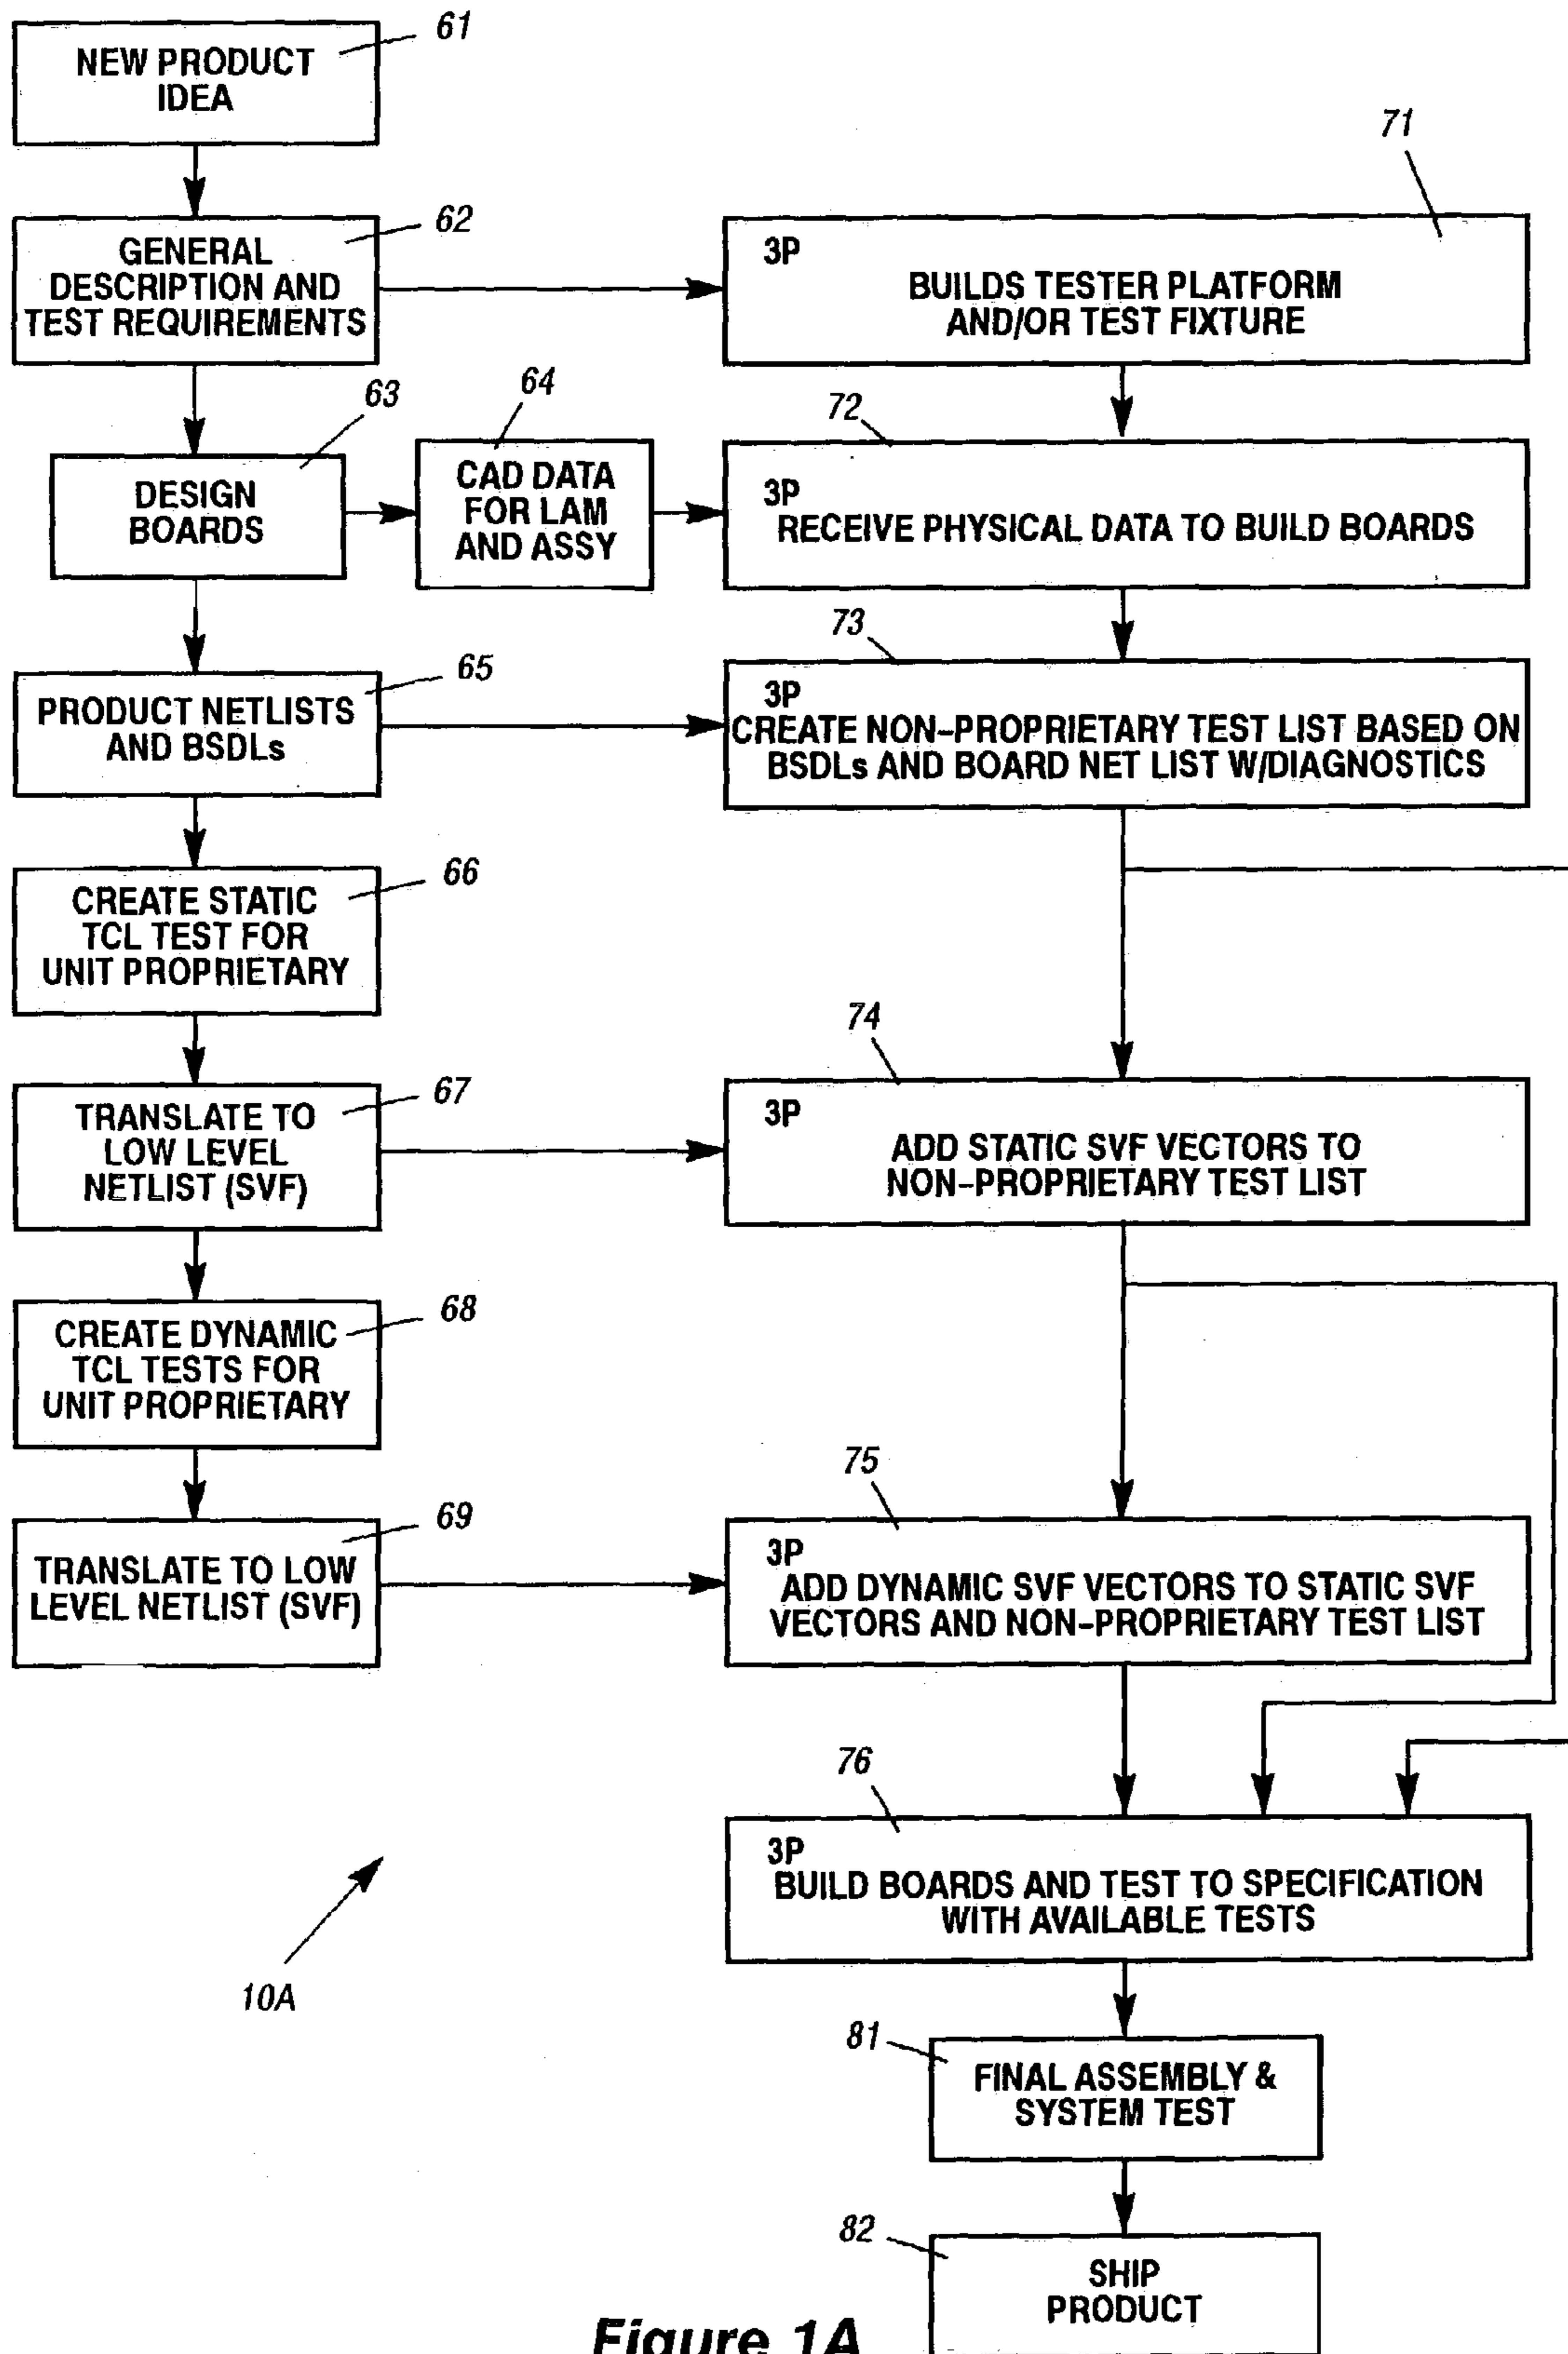 61
NEW PRODUCT
IDEA
71
62
GENERAL
DESCRIPTION AND
TEST REQUIREMENTS
3P
BUILDS TESTER PLATFORM
AND/OR TEST FIXTURE
63
64
72
DESIGN
BOARDS
CAD DATA
FOR LAM
AND ASSY
3P
RECEIVE PHYSICAL DATA TO BUILD BOARDS
73
65
PRODUCT NETLISTS
AND BSDLs
3P
CREATE NON-PROPRIETARY TEST LIST BASED ON
BSDLs AND BOARD NET LIST W/DIAGNOSTICS
66
CREATE STATIC
TCL TEST FOR
UNIT PROPRIETARY
74
67
TRANSLATE TO
LOW LEVEL
NETLIST (SVF)
3P
ADD STATIC SVF VECTORS TO
NON-PROPRIETARY TEST LIST
68
CREATE DYNAMIC
TCL TESTS FOR
UNIT PROPRIETARY
75
69
TRANSLATE TO LOW
LEVEL NETLIST (SVF)
3P
ADD DYNAMIC SVF VECTORS TO STATIC SVF
VECTORS AND NON-PROPRIETARY TEST LIST
76
3P
BUILD BOARDS AND TEST TO SPECIFICATION
WITH AVAILABLE TESTS
10A
81
FINAL ASSEMBLY &
SYSTEM TEST
82
SHIP
PRODUCT
Figure 1A